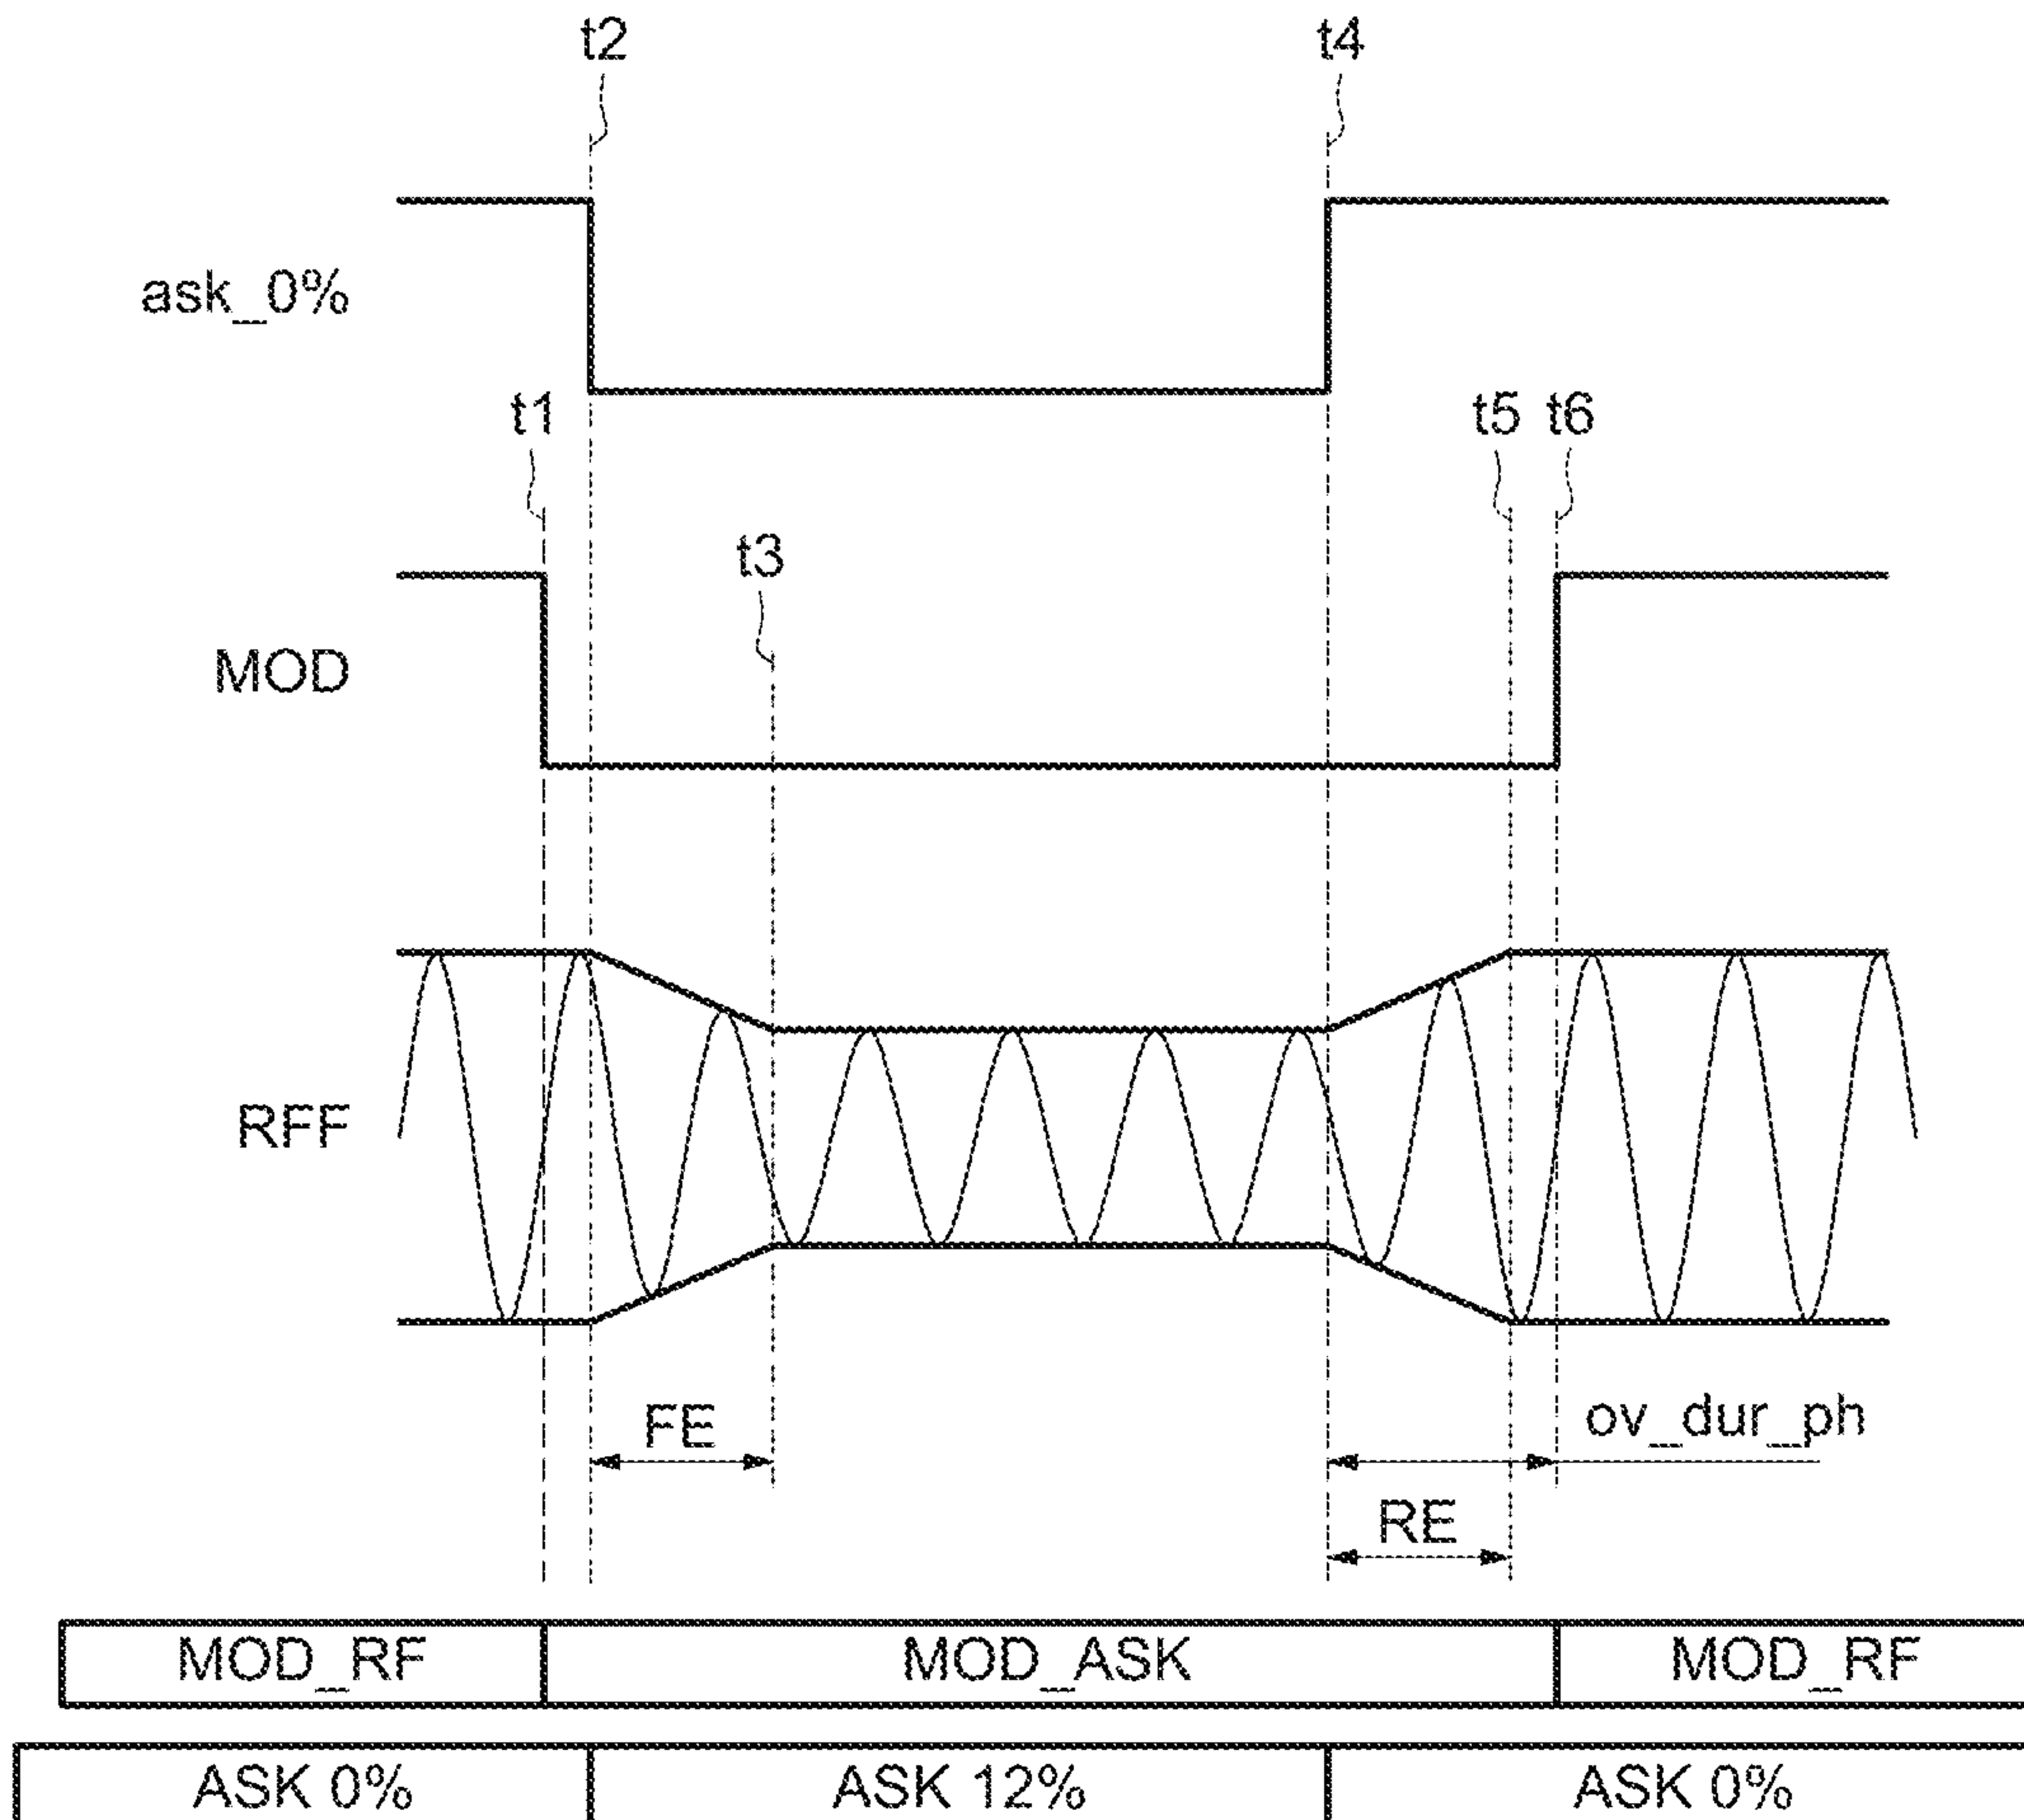 t2 t4
ask_0%
t1 t5 t6
t3
MOD
RFF
FE ov_dur_ph
RE
MOD_RF MOD_ASK MOD_RF
ASK 0% ASK 12% ASK 0%